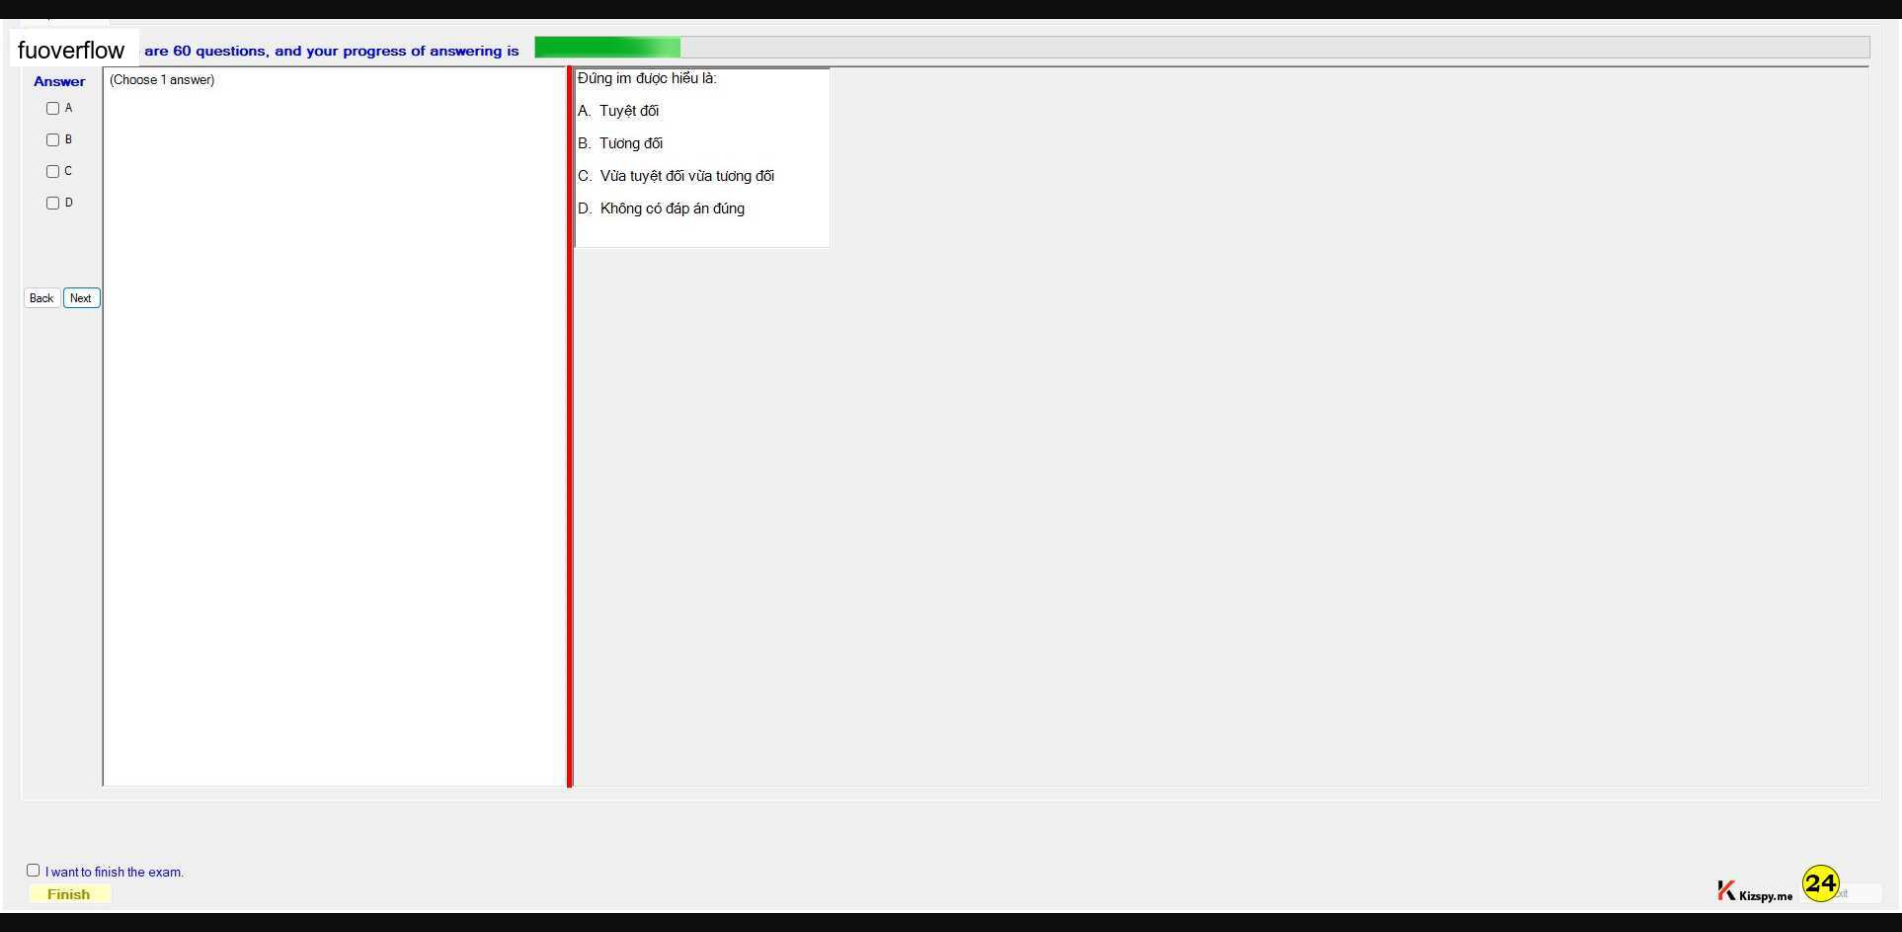 fuoverflow are 60 questions, and your progress of answering is
Answer
(Choose 1 answer)
A
B
C
D
Back Next
Đứng im được hiểu là:
A. Tuyệt đối
B. Tương đối
C. Vừa tuyệt đối vừa tương đối
D. Không có đáp án đúng
I want to finish the exam.
Finish
Kizspy.me
24